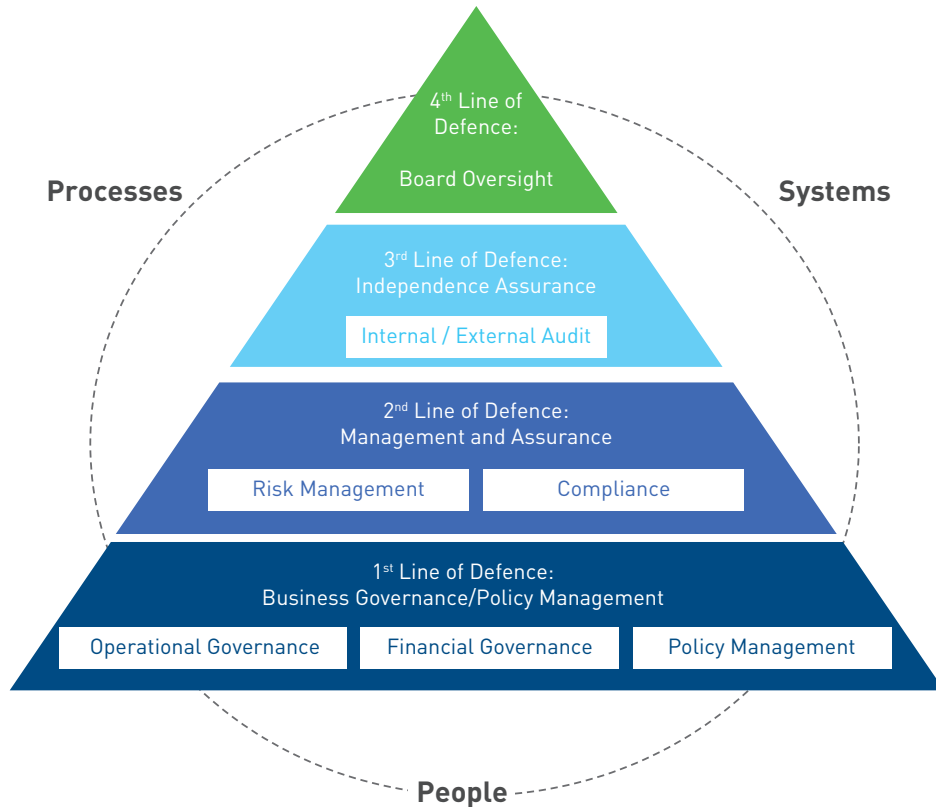 4th Line of
Defence:
Board Oversight
Processes
Systems
3rd Line of Defence:
Independence Assurance
Internal / External Audit
2nd Line of Defence:
Management and Assurance
Risk Management
Compliance
1st Line of Defence:
Business Governance/Policy Management
Operational Governance
Financial Governance
Policy Management
People